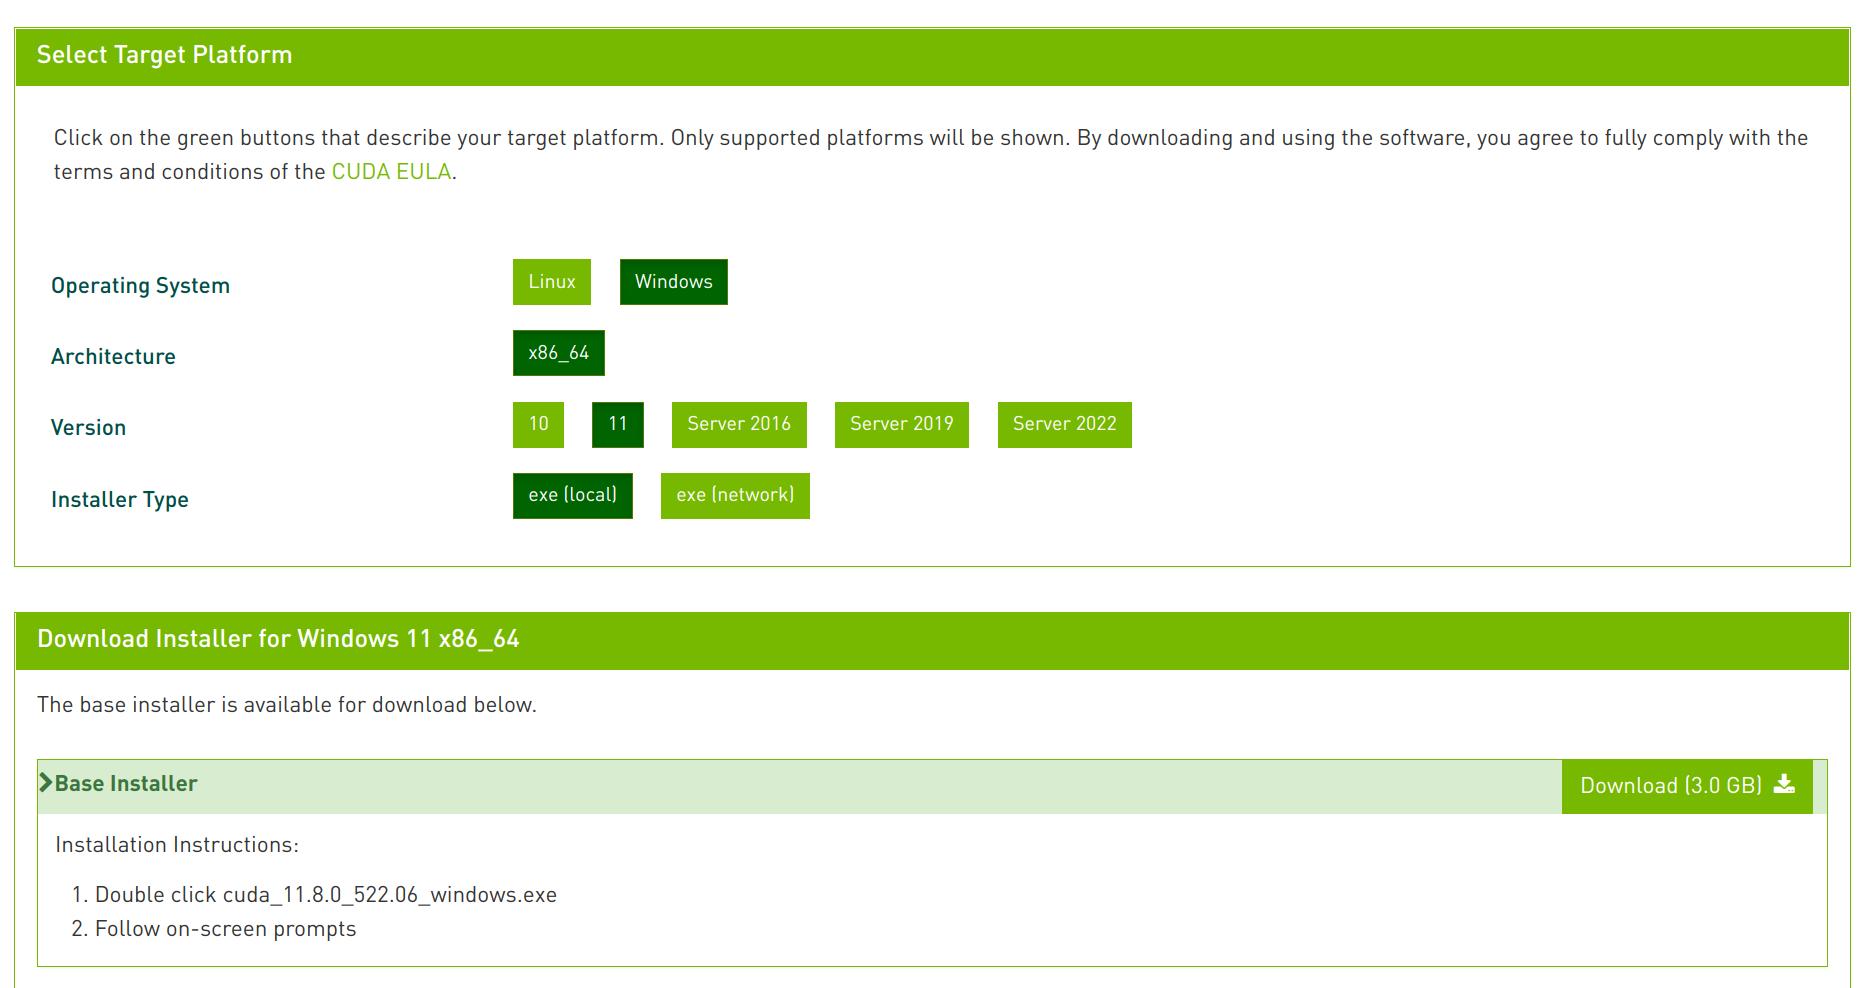 Select Target Platform
Click on the green buttons that describe your target platform. Only supported platforms will be shown. By downloading and using the software, you agree to fully comply with the
terms and conditions of the CUDA EULA.
Operating System
Linux Windows
Architecture
x86_64
Version
10 11 Server 2016 Server 2019 Server 2022
Installer Type
exe (local) exe (network)
Download Installer for Windows 11 x86_64
The base installer is available for download below.
Base Installer
Download (3.0 GB)
Installation Instructions:
1. Double click cuda_11.8.0_522.06_windows.exe
2. Follow on-screen prompts